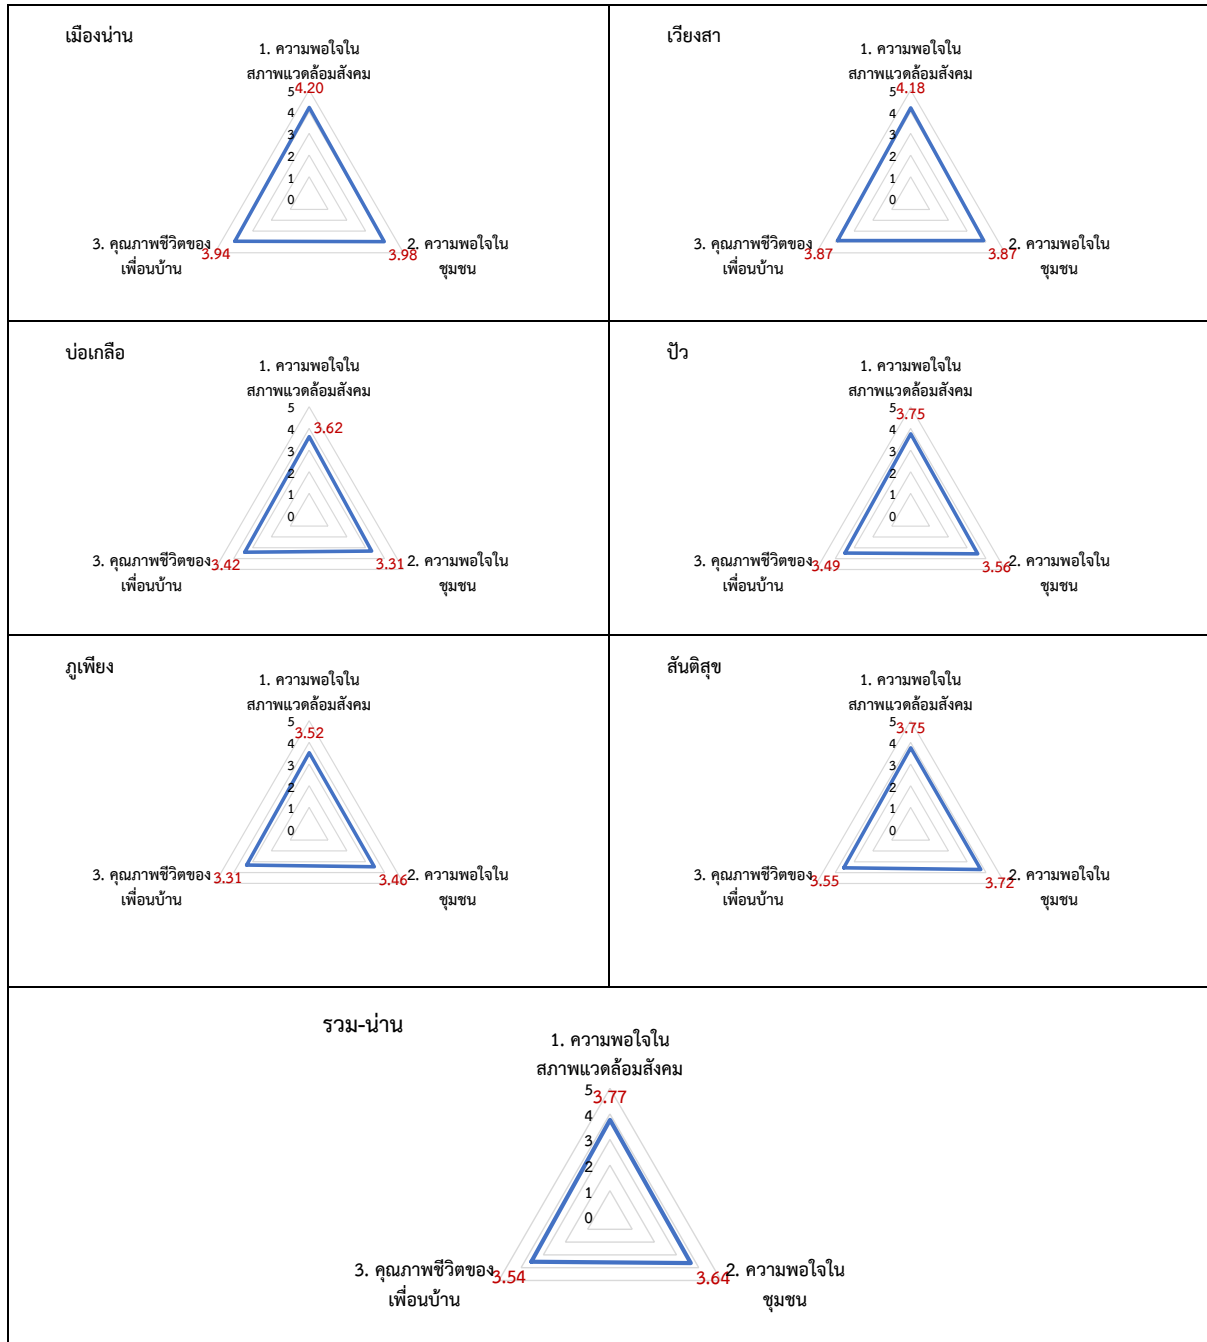 เมืองน่าน
1. ความพอใจใน
สภาพแวดล้อมสังคม
4.20
5
4
3
2
1
0
3. คุณภาพชีวิตของ
เพื่อนบ้าน
3.94
3.98
2. ความพอใจใน
ชุมชน
เวียงสา
1. ความพอใจใน
สภาพแวดล้อมสังคม
4.18
5
4
3
2
1
0
3. คุณภาพชีวิตของ
เพื่อนบ้าน
3.87
3.87
2. ความพอใจใน
ชุมชน
บ่อเกลือ
1. ความพอใจใน
สภาพแวดล้อมสังคม
5
3.62
4
3
2
1
0
3. คุณภาพชีวิตของ
เพื่อนบ้าน
3.42
3.31
2. ความพอใจใน
ชุมชน
ปัว
1. ความพอใจใน
สภาพแวดล้อมสังคม
5
3.75
4
3
2
1
0
3. คุณภาพชีวิตของ
เพื่อนบ้าน
3.49
3.56
2. ความพอใจใน
ชุมชน
ภูเพียง
1. ความพอใจใน
สภาพแวดล้อมสังคม
5
3.52
4
3
2
1
0
3. คุณภาพชีวิตของ
เพื่อนบ้าน
3.31
3.46
2. ความพอใจใน
ชุมชน
สันติสุข
1. ความพอใจใน
สภาพแวดล้อมสังคม
5
3.75
4
3
2
1
0
3. คุณภาพชีวิตของ
เพื่อนบ้าน
3.55
3.72
2. ความพอใจใน
ชุมชน
รวม-น่าน
1. ความพอใจใน
สภาพแวดล้อมสังคม
5
3.77
4
3
2
1
0
3. คุณภาพชีวิตของ
เพื่อนบ้าน
3.54
3.64
2. ความพอใจใน
ชุมชน